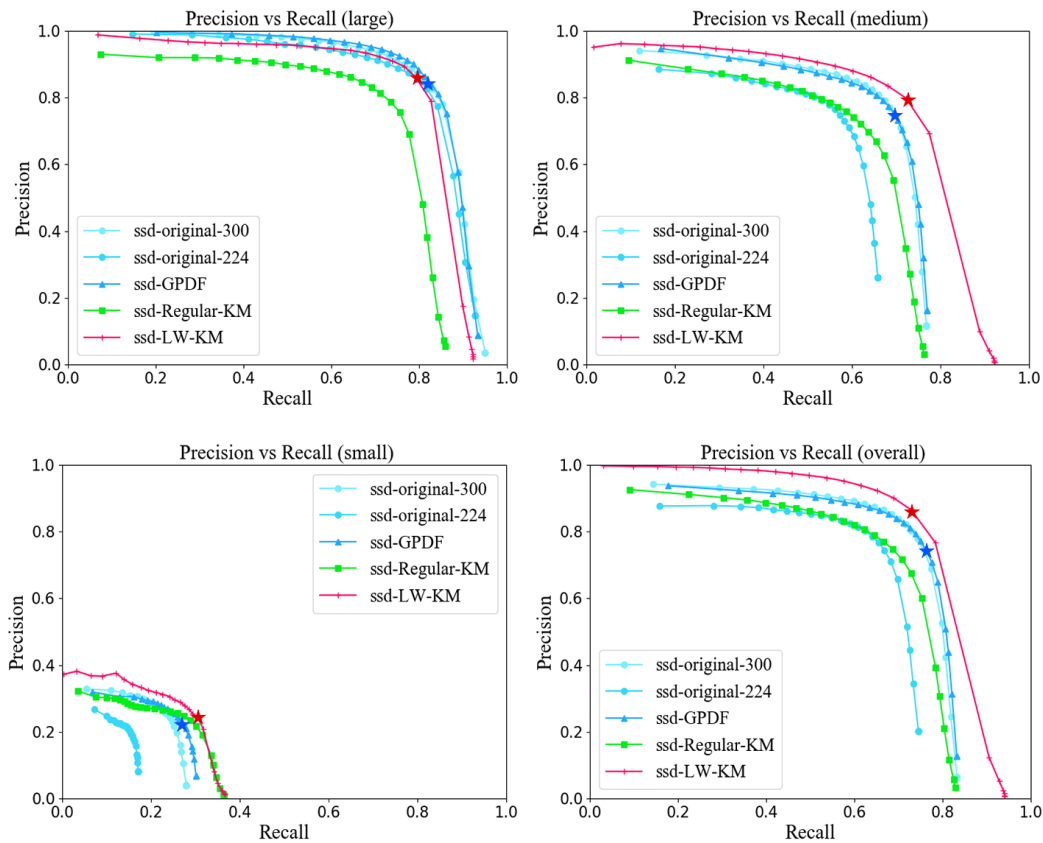 Precision vs Recall (large)
1.0
0.8
0.6
0.4
0.2
0.0
Precision
ssd-original-300
ssd-original-224
ssd-GPDF
ssd-Regular-KM
ssd-LW-KM
0.0 0.2 0.4 0.6 0.8 1.0
Recall
Precision vs Recall (medium)
1.0
0.8
0.6
0.4
0.2
0.0
Precision
ssd-original-300
ssd-original-224
ssd-GPDF
ssd-Regular-KM
ssd-LW-KM
0.0 0.2 0.4 0.6 0.8 1.0
Recall
Precision vs Recall (small)
1.0
0.8
0.6
0.4
0.2
0.0
Precision
ssd-original-300
ssd-original-224
ssd-GPDF
ssd-Regular-KM
ssd-LW-KM
0.0 0.2 0.4 0.6 0.8 1.0
Recall
Precision vs Recall (overall)
1.0
0.8
0.6
0.4
0.2
0.0
Precision
ssd-original-300
ssd-original-224
ssd-GPDF
ssd-Regular-KM
ssd-LW-KM
0.0 0.2 0.4 0.6 0.8 1.0
Recall